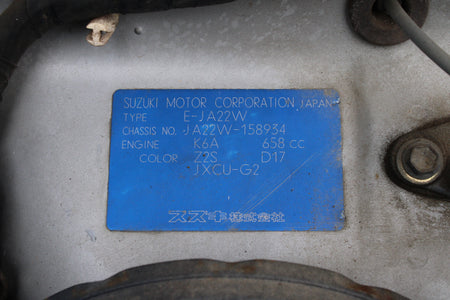 SUZUKI MOTOR CORPORATION JAPAN
TYPE E-JA22W
CHASSIS NO. JA22W-158934
ENGINE K6A 658 CC
COLOR Z2S D17
JXCU-G2
スズキ株式会社